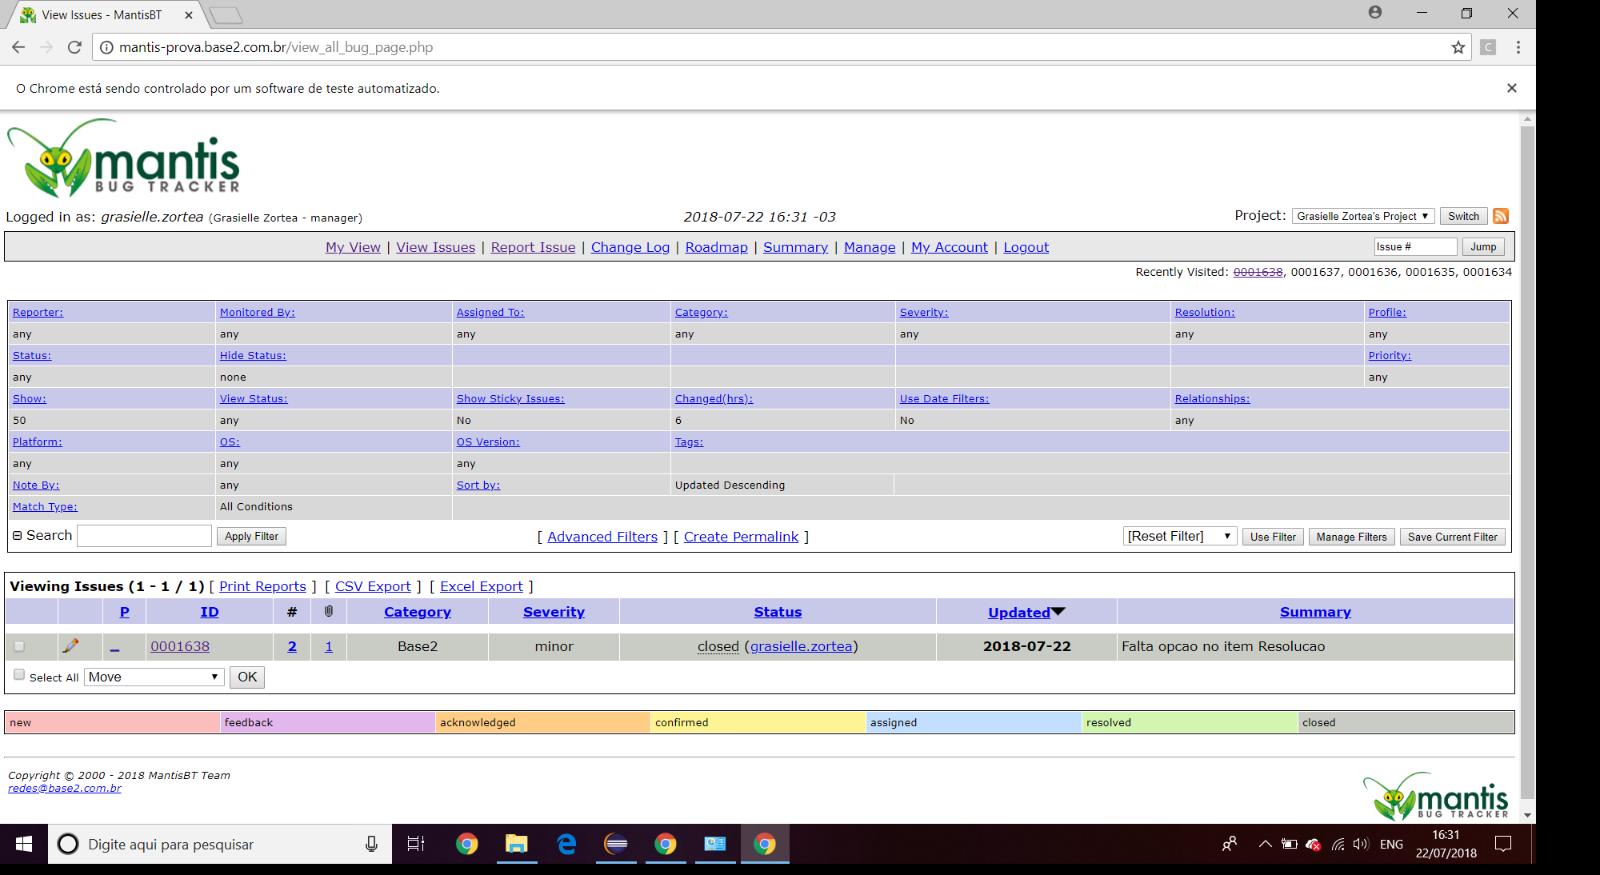 View Issues - MantisBT
mantis-prova.base2.com.br/view_all_bug_page.php
O Chrome está sendo controlado por um software de teste automatizado.
mantis
BUG TRACKER
Logged in as: grasielle.zortea (Grasielle Zortea - manager) 2018-07-22 16:31 -03 Project: Grasielle Zortea's Project Switch
My View | View Issues | Report Issue | Change Log | Roadmap | Summary | Manage | My Account | Logout Issue # Jump
Recently Visited: 0001638, 0001637, 0001636, 0001635, 0001634
Reporter: Monitored By: Assigned To: Category: Severity: Resolution: Profile:
any any any any any any any
Status: Hide Status: Priority:
any none any
Show: View Status: Show Sticky Issues: Changed(hrs): Use Date Filters: Relationships:
50 any No 6 No any
Platform: OS: OS Version: Tags:
any any any
Note By: any Sort by: Updated Descending
Match Type: All Conditions
Search Apply Filter [ Advanced Filters ] [ Create Permalink ] [Reset Filter] Use Filter Manage Filters Save Current Filter
Viewing Issues (1 - 1 / 1) [ Print Reports ] [ CSV Export ] [ Excel Export ]
P ID # Category Severity Status Updated Summary
0001638 2 1 Base2 minor closed (grasielle.zortea) 2018-07-22 Falta opcao no item Resolucao
Select All Move OK
new feedback acknowledged confirmed assigned resolved closed
Copyright © 2000 - 2018 MantisBT Team
redes@base2.com.br
mantis
BUG TRACKER
Digite aqui para pesquisar ENG 16:31
22/07/2018